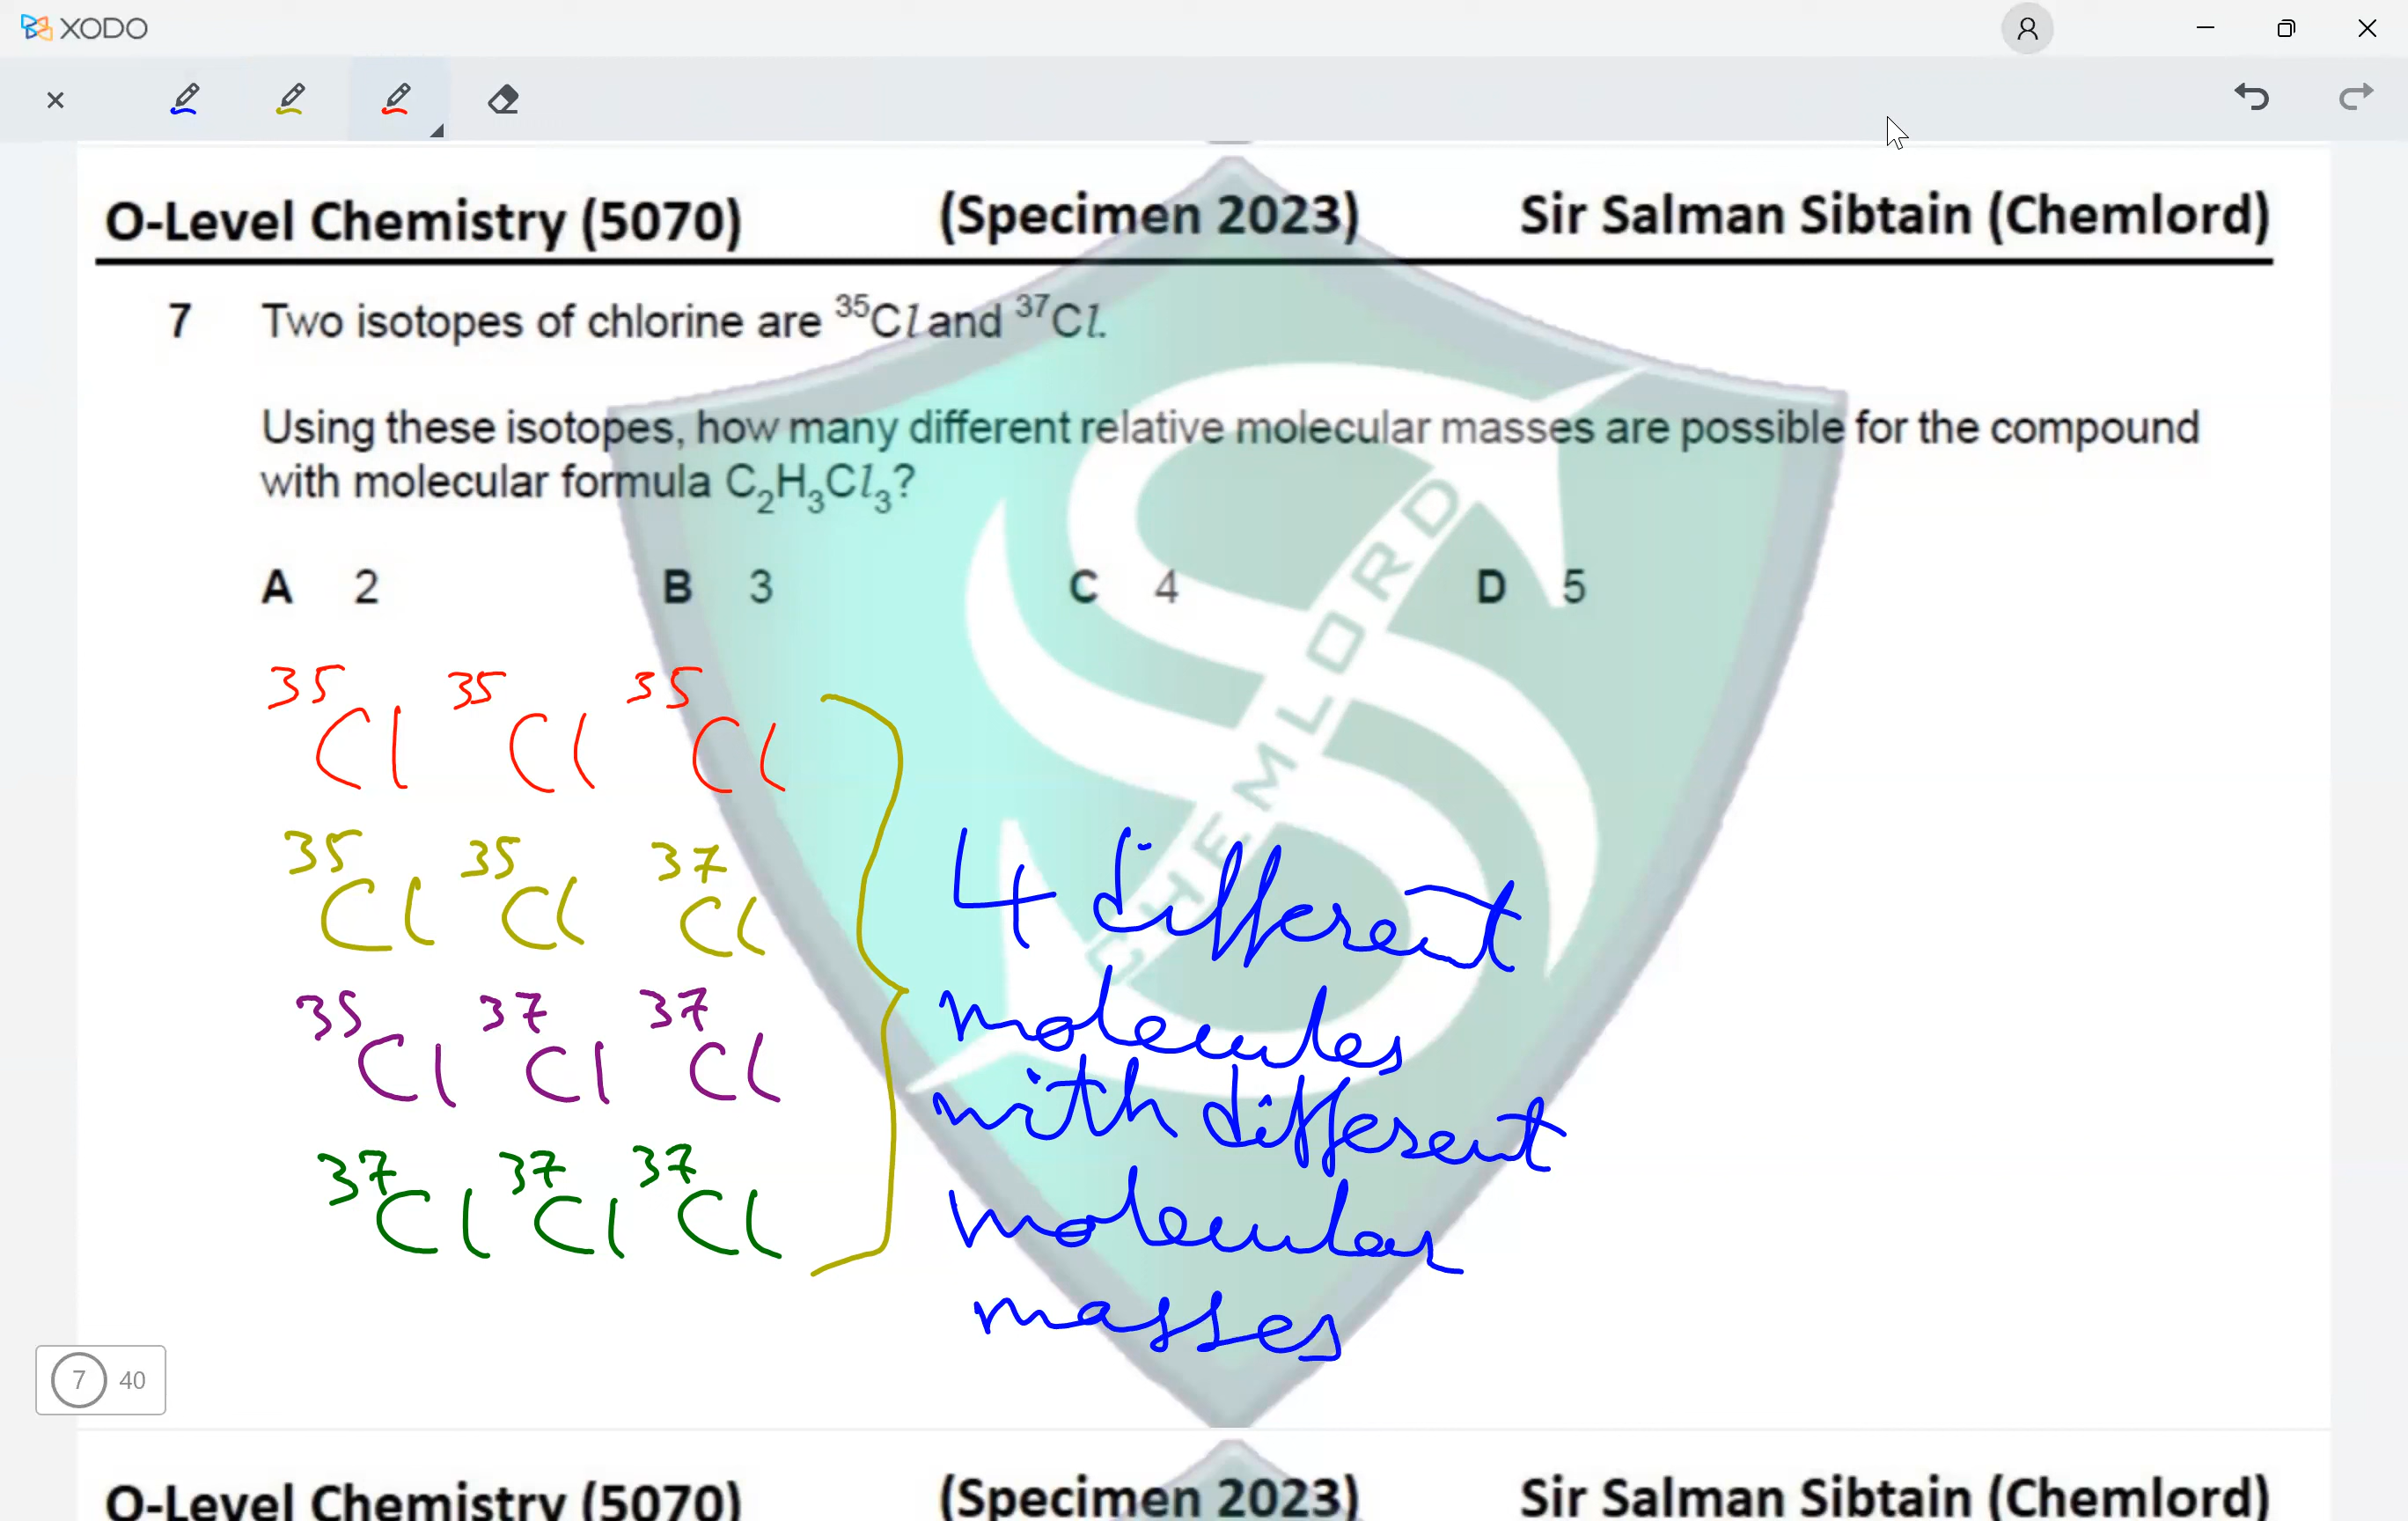 XODO
O-Level Chemistry (5070) (Specimen 2023) Sir Salman Sibtain (Chemlord)
7 Two isotopes of chlorine are ³⁵Cl and ³⁷Cl.
Using these isotopes, how many different relative molecular masses are possible for the compound
with molecular formula C₂H₃Cl₃?
A 2 B 3 C 4 D 5
³⁵Cl ³⁵Cl ³⁵Cl
³⁵Cl ³⁵Cl ³⁷Cl
³⁵Cl ³⁷Cl ³⁷Cl
³⁷Cl ³⁷Cl ³⁷Cl
4 different
molecules
with different
molecular
masses
CHEMLORD
7 40
O-Level Chemistry (5070) (Specimen 2023) Sir Salman Sibtain (Chemlord)